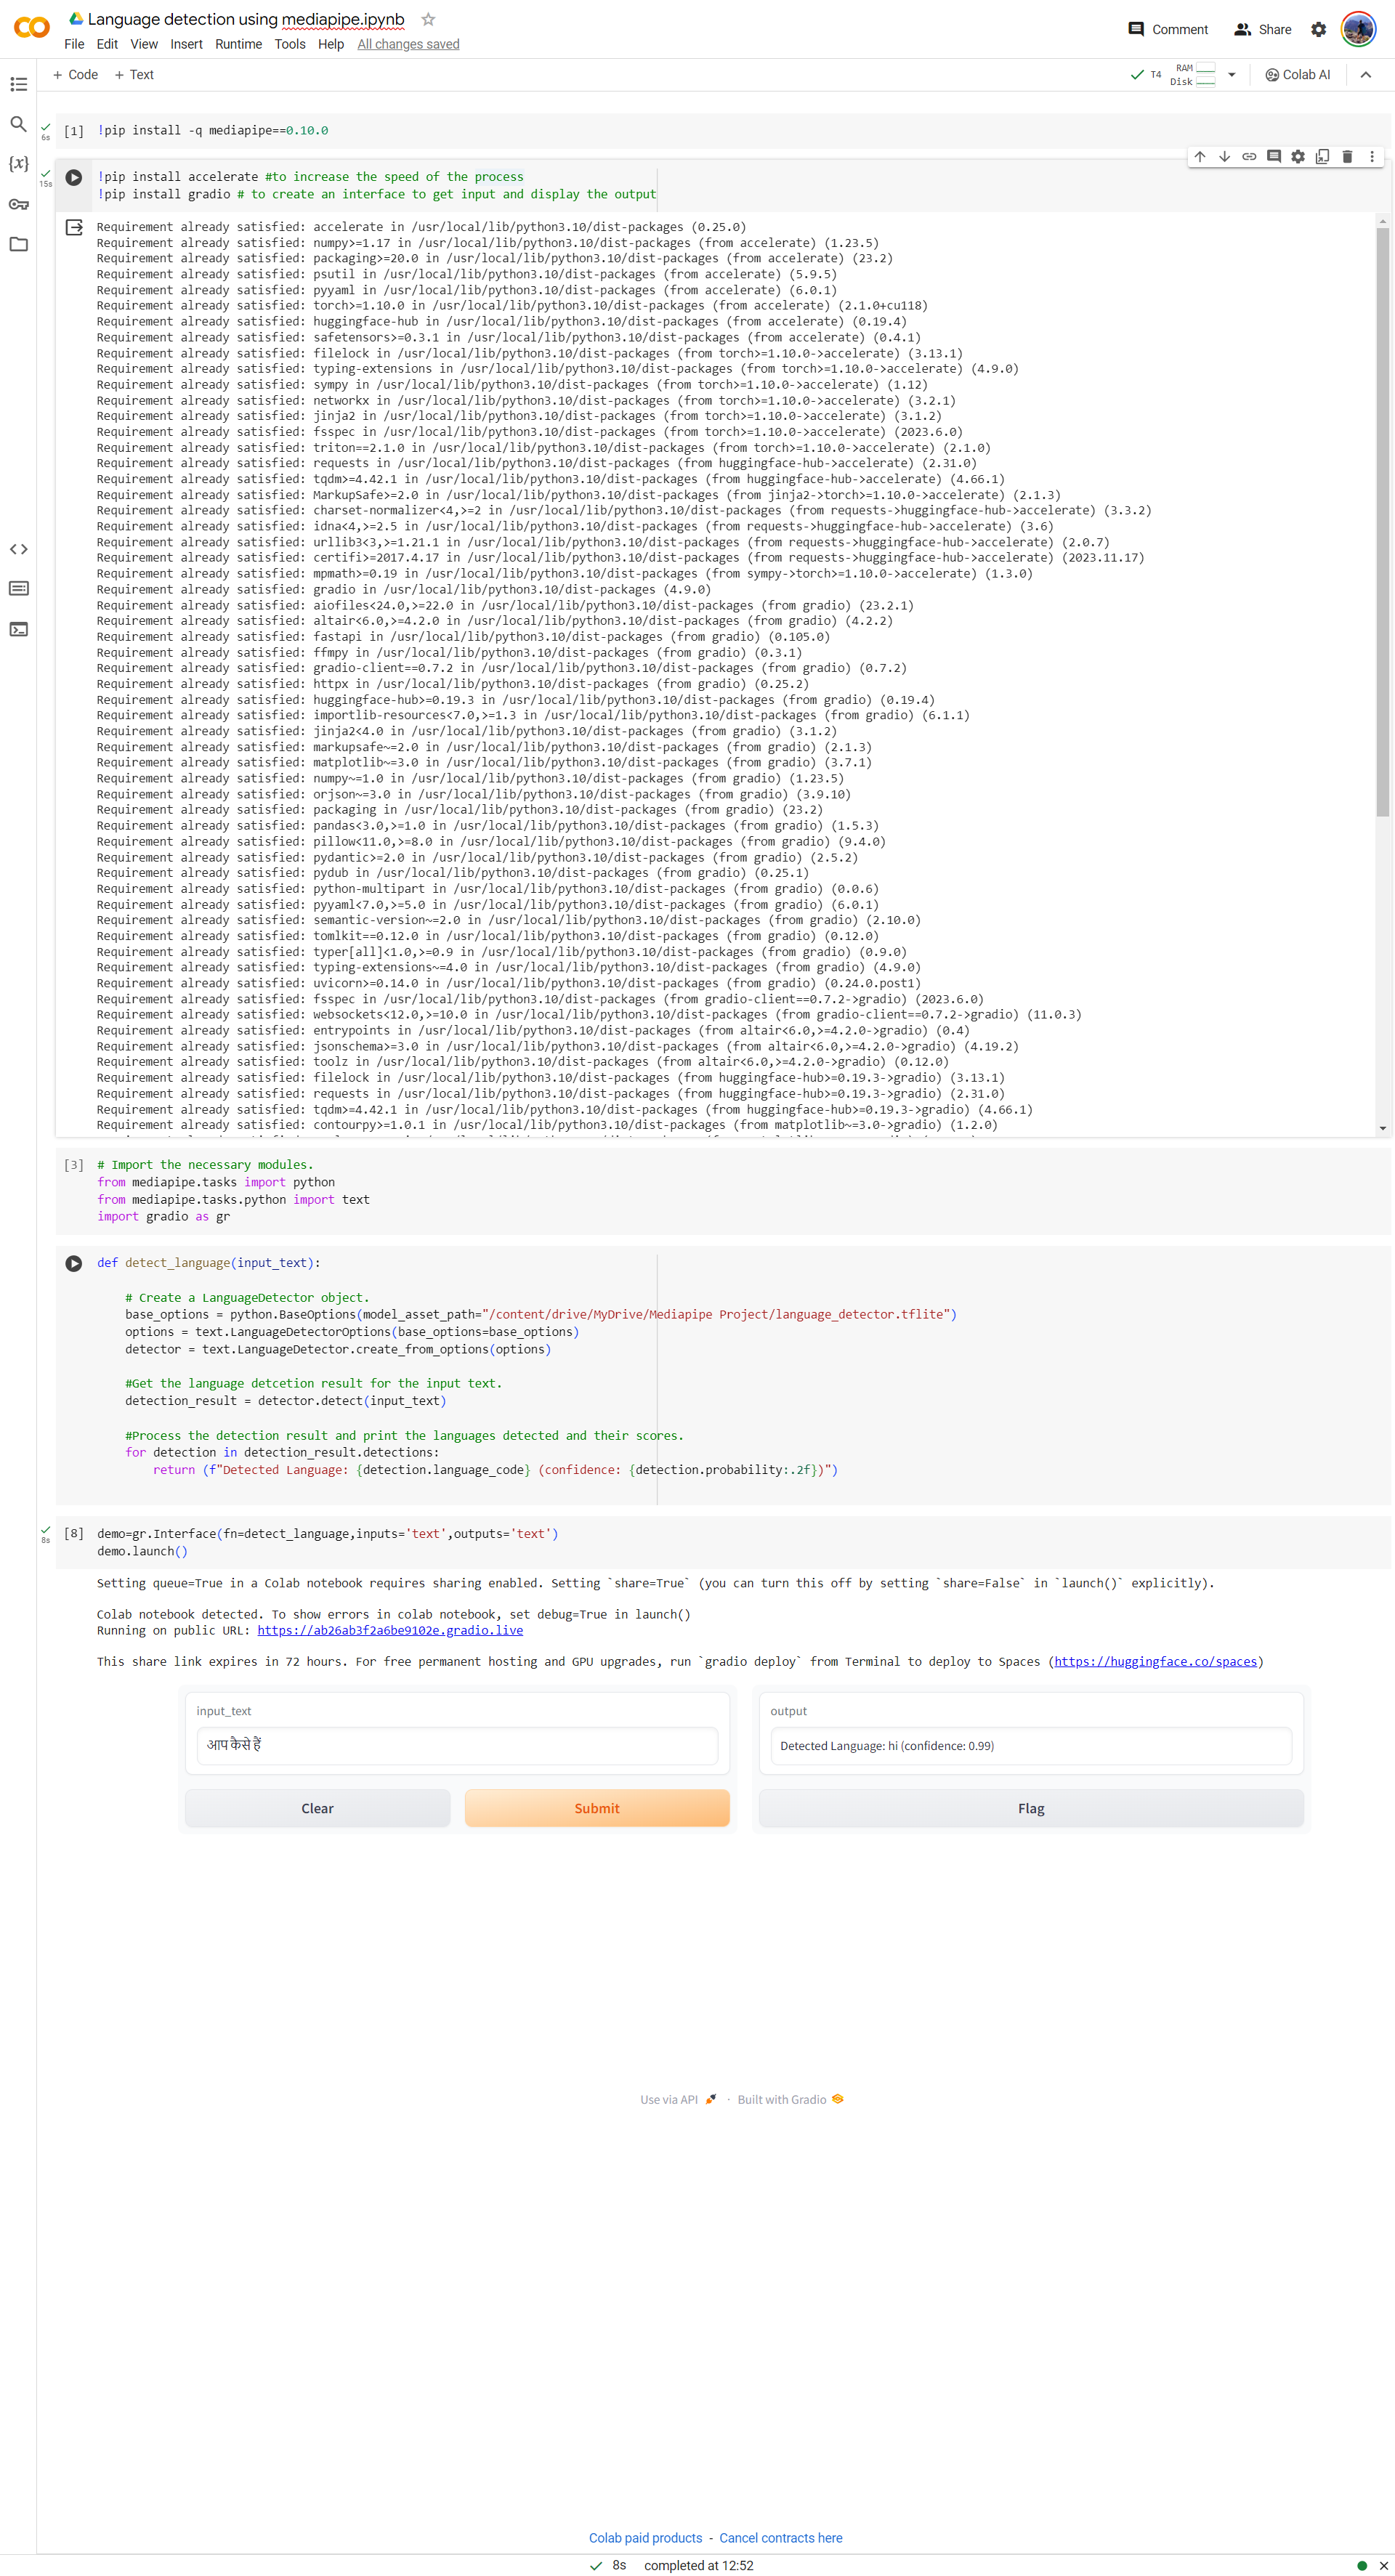 Language detection using mediapipe.ipynb
File Edit View Insert Runtime Tools Help All changes saved
Comment Share
+ Code + Text
T4 RAM Disk Colab AI
6s
[1] !pip install -q mediapipe==0.10.0
15s
!pip install accelerate #to increase the speed of the process
!pip install gradio # to create an interface to get input and display the output
Requirement already satisfied: accelerate in /usr/local/lib/python3.10/dist-packages (0.25.0)
Requirement already satisfied: numpy>=1.17 in /usr/local/lib/python3.10/dist-packages (from accelerate) (1.23.5)
Requirement already satisfied: packaging>=20.0 in /usr/local/lib/python3.10/dist-packages (from accelerate) (23.2)
Requirement already satisfied: psutil in /usr/local/lib/python3.10/dist-packages (from accelerate) (5.9.5)
Requirement already satisfied: pyyaml in /usr/local/lib/python3.10/dist-packages (from accelerate) (6.0.1)
Requirement already satisfied: torch>=1.10.0 in /usr/local/lib/python3.10/dist-packages (from accelerate) (2.1.0+cu118)
Requirement already satisfied: huggingface-hub in /usr/local/lib/python3.10/dist-packages (from accelerate) (0.19.4)
Requirement already satisfied: safetensors>=0.3.1 in /usr/local/lib/python3.10/dist-packages (from accelerate) (0.4.1)
Requirement already satisfied: filelock in /usr/local/lib/python3.10/dist-packages (from torch>=1.10.0->accelerate) (3.13.1)
Requirement already satisfied: typing-extensions in /usr/local/lib/python3.10/dist-packages (from torch>=1.10.0->accelerate) (4.9.0)
Requirement already satisfied: sympy in /usr/local/lib/python3.10/dist-packages (from torch>=1.10.0->accelerate) (1.12)
Requirement already satisfied: networkx in /usr/local/lib/python3.10/dist-packages (from torch>=1.10.0->accelerate) (3.2.1)
Requirement already satisfied: jinja2 in /usr/local/lib/python3.10/dist-packages (from torch>=1.10.0->accelerate) (3.1.2)
Requirement already satisfied: fsspec in /usr/local/lib/python3.10/dist-packages (from torch>=1.10.0->accelerate) (2023.6.0)
Requirement already satisfied: triton==2.1.0 in /usr/local/lib/python3.10/dist-packages (from torch>=1.10.0->accelerate) (2.1.0)
Requirement already satisfied: requests in /usr/local/lib/python3.10/dist-packages (from huggingface-hub->accelerate) (2.31.0)
Requirement already satisfied: tqdm>=4.42.1 in /usr/local/lib/python3.10/dist-packages (from huggingface-hub->accelerate) (4.66.1)
Requirement already satisfied: MarkupSafe>=2.0 in /usr/local/lib/python3.10/dist-packages (from jinja2->torch>=1.10.0->accelerate) (2.1.3)
Requirement already satisfied: charset-normalizer<4,>=2 in /usr/local/lib/python3.10/dist-packages (from requests->huggingface-hub->accelerate) (3.3.2)
Requirement already satisfied: idna<4,>=2.5 in /usr/local/lib/python3.10/dist-packages (from requests->huggingface-hub->accelerate) (3.6)
Requirement already satisfied: urllib3<3,>=1.21.1 in /usr/local/lib/python3.10/dist-packages (from requests->huggingface-hub->accelerate) (2.0.7)
Requirement already satisfied: certifi>=2017.4.17 in /usr/local/lib/python3.10/dist-packages (from requests->huggingface-hub->accelerate) (2023.11.17)
Requirement already satisfied: mpmath>=0.19 in /usr/local/lib/python3.10/dist-packages (from sympy->torch>=1.10.0->accelerate) (1.3.0)
Requirement already satisfied: gradio in /usr/local/lib/python3.10/dist-packages (4.9.0)
Requirement already satisfied: aiofiles<24.0,>=22.0 in /usr/local/lib/python3.10/dist-packages (from gradio) (23.2.1)
Requirement already satisfied: altair<6.0,>=4.2.0 in /usr/local/lib/python3.10/dist-packages (from gradio) (4.2.2)
Requirement already satisfied: fastapi in /usr/local/lib/python3.10/dist-packages (from gradio) (0.105.0)
Requirement already satisfied: ffmpy in /usr/local/lib/python3.10/dist-packages (from gradio) (0.3.1)
Requirement already satisfied: gradio-client==0.7.2 in /usr/local/lib/python3.10/dist-packages (from gradio) (0.7.2)
Requirement already satisfied: httpx in /usr/local/lib/python3.10/dist-packages (from gradio) (0.25.2)
Requirement already satisfied: huggingface-hub>=0.19.3 in /usr/local/lib/python3.10/dist-packages (from gradio) (0.19.4)
Requirement already satisfied: importlib-resources<7.0,>=1.3 in /usr/local/lib/python3.10/dist-packages (from gradio) (6.1.1)
Requirement already satisfied: jinja2<4.0 in /usr/local/lib/python3.10/dist-packages (from gradio) (3.1.2)
Requirement already satisfied: markupsafe~=2.0 in /usr/local/lib/python3.10/dist-packages (from gradio) (2.1.3)
Requirement already satisfied: matplotlib~=3.0 in /usr/local/lib/python3.10/dist-packages (from gradio) (3.7.1)
Requirement already satisfied: numpy~=1.0 in /usr/local/lib/python3.10/dist-packages (from gradio) (1.23.5)
Requirement already satisfied: orjson~=3.0 in /usr/local/lib/python3.10/dist-packages (from gradio) (3.9.10)
Requirement already satisfied: packaging in /usr/local/lib/python3.10/dist-packages (from gradio) (23.2)
Requirement already satisfied: pandas<3.0,>=1.0 in /usr/local/lib/python3.10/dist-packages (from gradio) (1.5.3)
Requirement already satisfied: pillow<11.0,>=8.0 in /usr/local/lib/python3.10/dist-packages (from gradio) (9.4.0)
Requirement already satisfied: pydantic>=2.0 in /usr/local/lib/python3.10/dist-packages (from gradio) (2.5.2)
Requirement already satisfied: pydub in /usr/local/lib/python3.10/dist-packages (from gradio) (0.25.1)
Requirement already satisfied: python-multipart in /usr/local/lib/python3.10/dist-packages (from gradio) (0.0.6)
Requirement already satisfied: pyyaml<7.0,>=5.0 in /usr/local/lib/python3.10/dist-packages (from gradio) (6.0.1)
Requirement already satisfied: semantic-version~=2.0 in /usr/local/lib/python3.10/dist-packages (from gradio) (2.10.0)
Requirement already satisfied: tomlkit==0.12.0 in /usr/local/lib/python3.10/dist-packages (from gradio) (0.12.0)
Requirement already satisfied: typer[all]<1.0,>=0.9 in /usr/local/lib/python3.10/dist-packages (from gradio) (0.9.0)
Requirement already satisfied: typing-extensions~=4.0 in /usr/local/lib/python3.10/dist-packages (from gradio) (4.9.0)
Requirement already satisfied: uvicorn>=0.14.0 in /usr/local/lib/python3.10/dist-packages (from gradio) (0.24.0.post1)
Requirement already satisfied: fsspec in /usr/local/lib/python3.10/dist-packages (from gradio-client==0.7.2->gradio) (2023.6.0)
Requirement already satisfied: websockets<12.0,>=10.0 in /usr/local/lib/python3.10/dist-packages (from gradio-client==0.7.2->gradio) (11.0.3)
Requirement already satisfied: entrypoints in /usr/local/lib/python3.10/dist-packages (from altair<6.0,>=4.2.0->gradio) (0.4)
Requirement already satisfied: jsonschema>=3.0 in /usr/local/lib/python3.10/dist-packages (from altair<6.0,>=4.2.0->gradio) (4.19.2)
Requirement already satisfied: toolz in /usr/local/lib/python3.10/dist-packages (from altair<6.0,>=4.2.0->gradio) (0.12.0)
Requirement already satisfied: filelock in /usr/local/lib/python3.10/dist-packages (from huggingface-hub>=0.19.3->gradio) (3.13.1)
Requirement already satisfied: requests in /usr/local/lib/python3.10/dist-packages (from huggingface-hub>=0.19.3->gradio) (2.31.0)
Requirement already satisfied: tqdm>=4.42.1 in /usr/local/lib/python3.10/dist-packages (from huggingface-hub>=0.19.3->gradio) (4.66.1)
Requirement already satisfied: contourpy>=1.0.1 in /usr/local/lib/python3.10/dist-packages (from matplotlib~=3.0->gradio) (1.2.0)
[3] # Import the necessary modules.
from mediapipe.tasks import python
from mediapipe.tasks.python import text
import gradio as gr
def detect_language(input_text):
# Create a LanguageDetector object.
base_options = python.BaseOptions(model_asset_path="/content/drive/MyDrive/Mediapipe Project/language_detector.tflite")
options = text.LanguageDetectorOptions(base_options=base_options)
detector = text.LanguageDetector.create_from_options(options)
#Get the language detcetion result for the input text.
detection_result = detector.detect(input_text)
#Process the detection result and print the languages detected and their scores.
for detection in detection_result.detections:
return (f"Detected Language: {detection.language_code} (confidence: {detection.probability:.2f})")
8s
[8] demo=gr.Interface(fn=detect_language,inputs='text',outputs='text')
demo.launch()
Setting queue=True in a Colab notebook requires sharing enabled. Setting `share=True` (you can turn this off by setting `share=False` in `launch()` explicitly).
Colab notebook detected. To show errors in colab notebook, set debug=True in launch()
Running on public URL: https://ab26ab3f2a6be9102e.gradio.live
This share link expires in 72 hours. For free permanent hosting and GPU upgrades, run `gradio deploy` from Terminal to deploy to Spaces (https://huggingface.co/spaces)
input_text
आप कैसे हैं
output
Detected Language: hi (confidence: 0.99)
Clear Submit Flag
Use via API · Built with Gradio
Colab paid products - Cancel contracts here
8s completed at 12:52